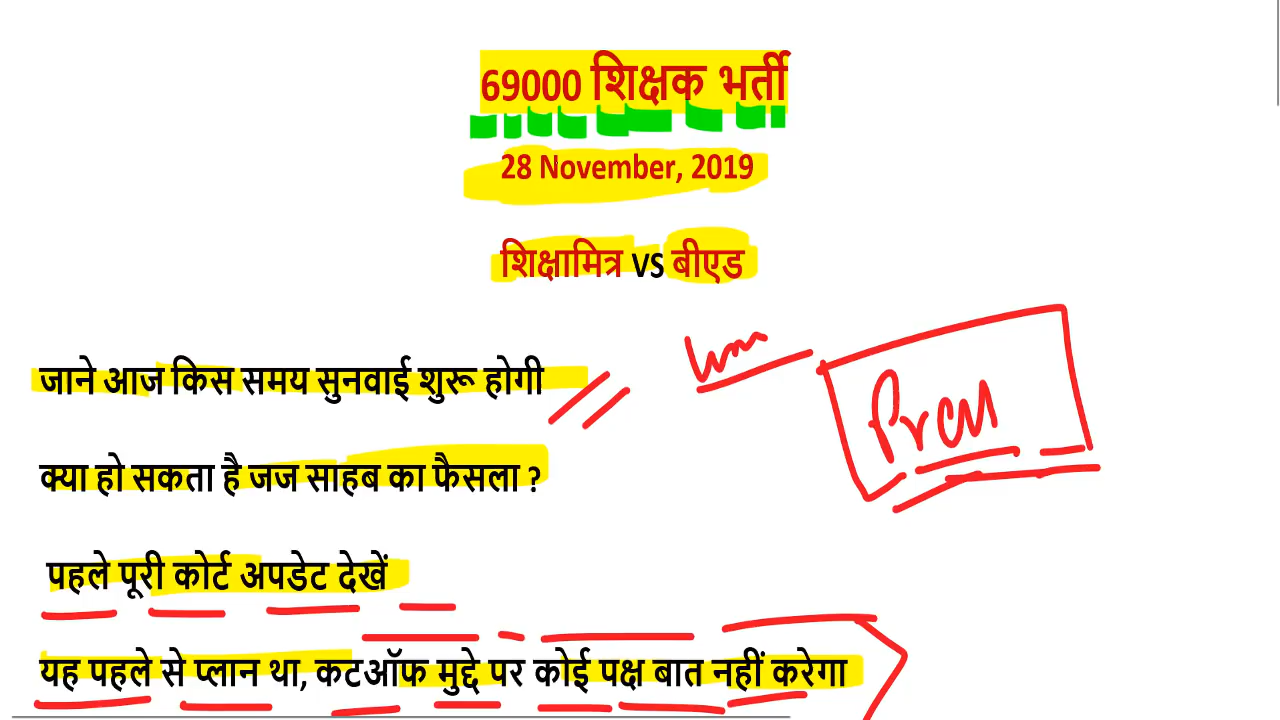 69000 शिक्षक भर्ती
28 November, 2019
शिक्षामित्र VS बीएड
जाने आज किस समय सुनवाई शुरू होगी
क्या हो सकता है जज साहब का फैसला ?
पहले पूरी कोर्ट अपडेट देखें
यह पहले से प्लान था, कटऑफ मुद्दे पर कोई पक्ष बात नहीं करेगा